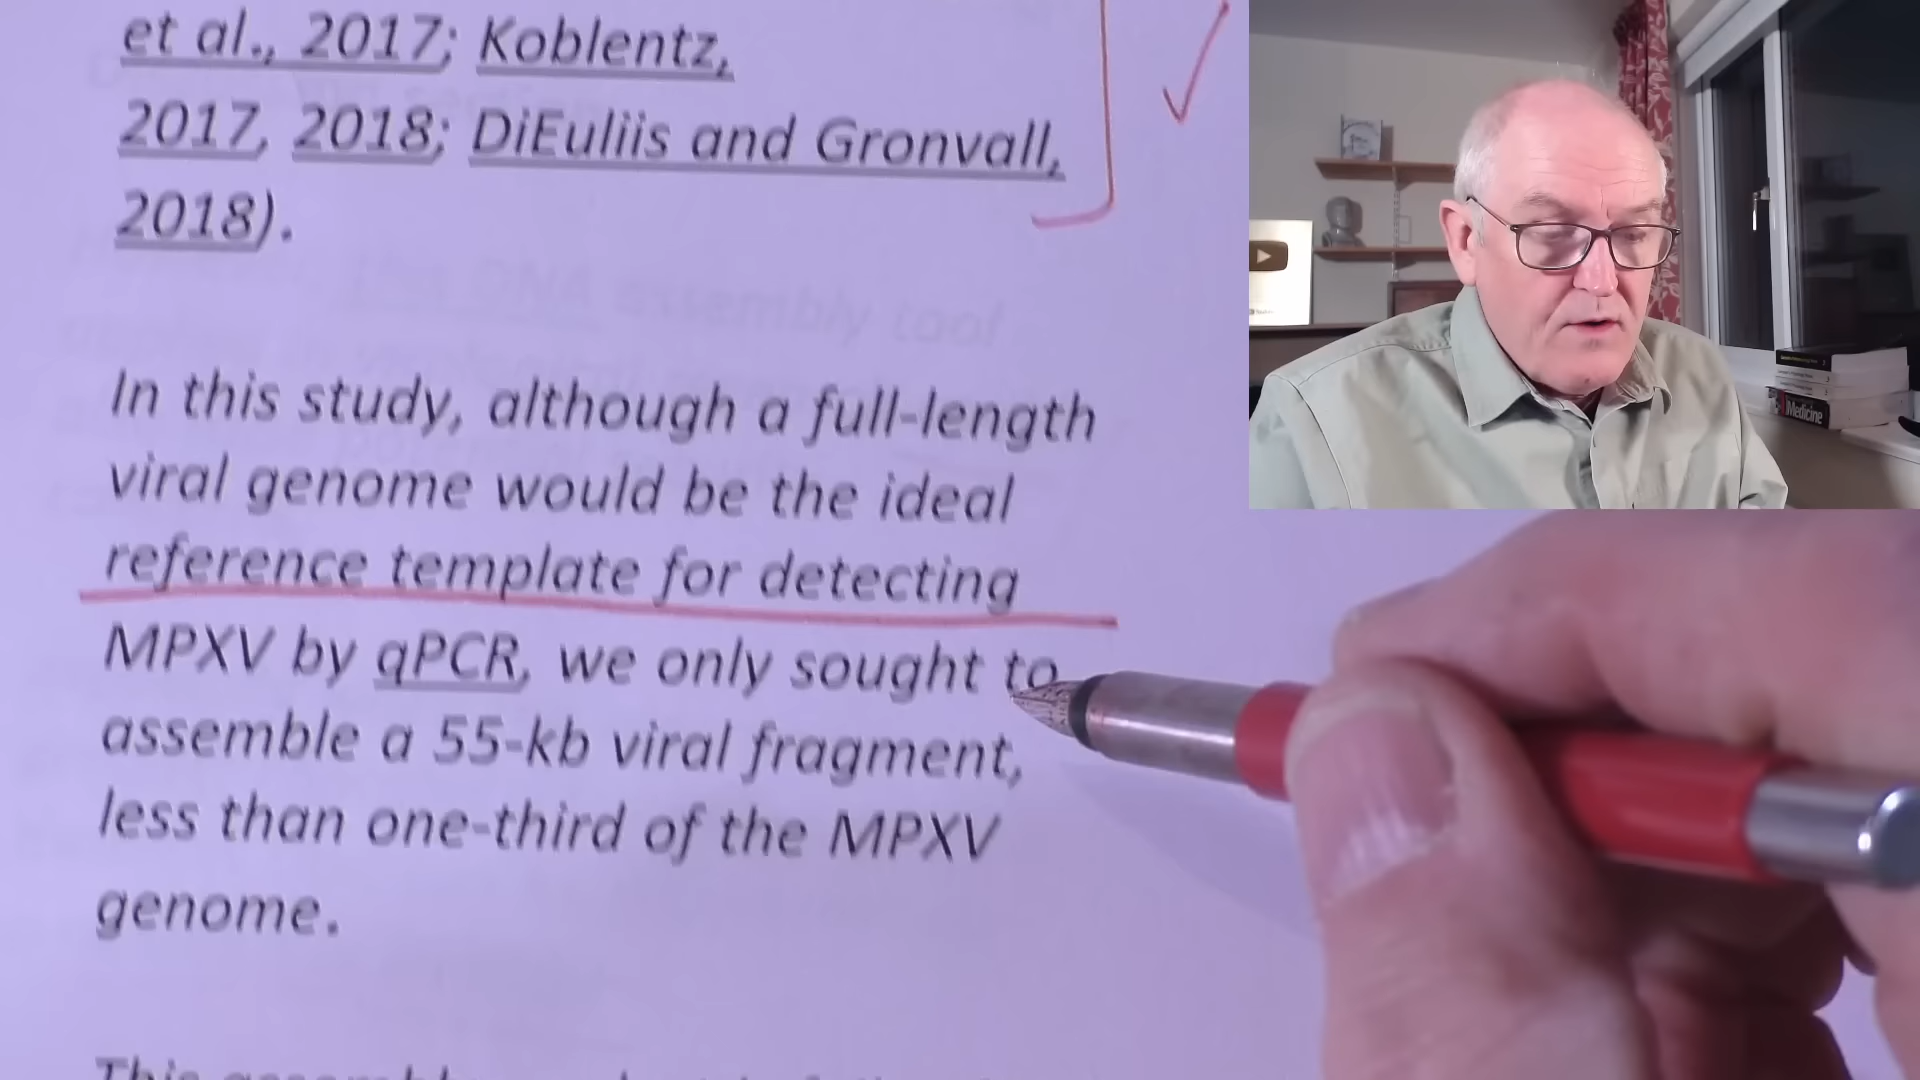 et al., 2017; Koblentz,
2017, 2018; DiEuliis and Gronvall,
2018).
In this study, although a full-length
viral genome would be the ideal
reference template for detecting
MPXV by qPCR, we only sought to
assemble a 55-kb viral fragment,
less than one-third of the MPXV
genome.
This
Medicine